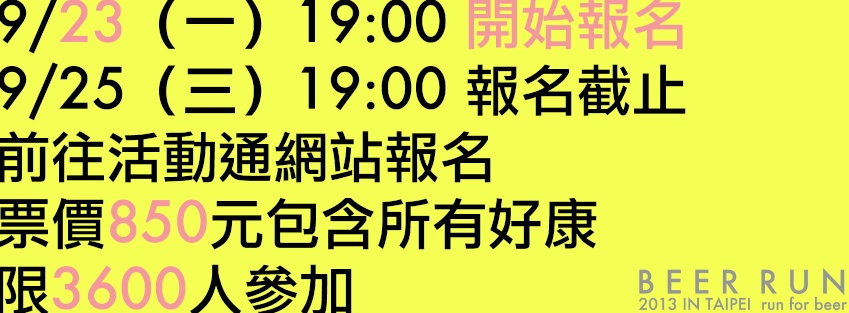 9/23（一）19:00 開始報名
9/25（三）19:00 報名截止
前往活動通網站報名
票價850元包含所有好康
限3600人參加
BEER RUN
2013 IN TAIPEI run for beer